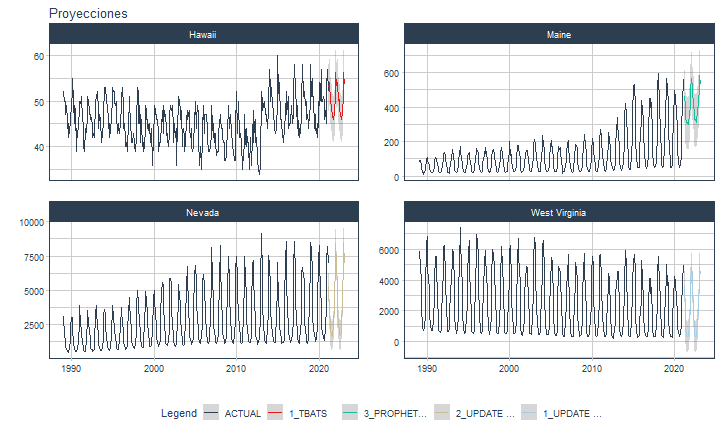 Proyecciones
Hawaii
Maine
60
50
40
600
400
200
0
Nevada
West Virginia
10000
7500
5000
2500
6000
4000
2000
0
1990 2000 2010 2020
1990 2000 2010 2020
Legend ACTUAL 1_TBATS 3_PROPHET... 2_UPDATE ... 1_UPDATE ...